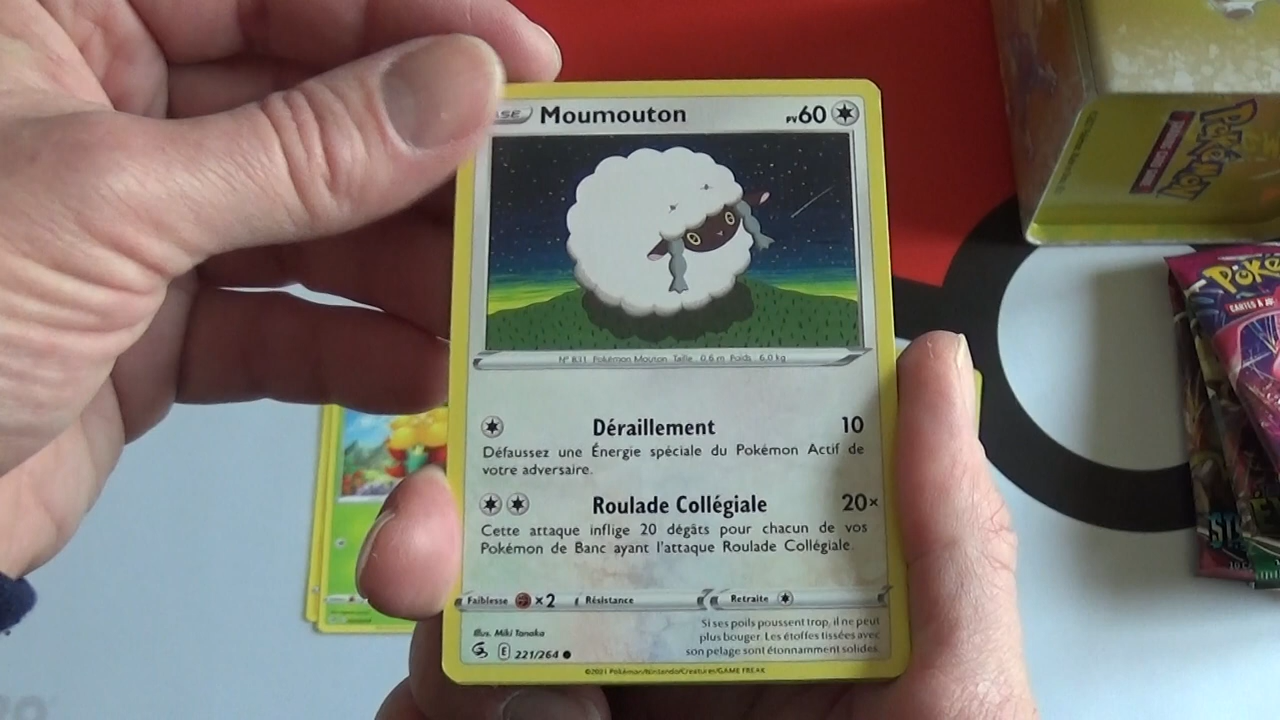 Moumouton
PV60
N° 831 Pokémon Mouton Taille : 0,6 m Poids : 6,0 kg
Déraillement 10
Défaussez une Énergie spéciale du Pokémon Actif de
votre adversaire.
Roulade Collégiale 20×
Cette attaque inflige 20 dégâts pour chacun de vos
Pokémon de Banc ayant l'attaque Roulade Collégiale.
Faiblesse ×2 Résistance Retraite
Si ses poils poussent trop, il ne peut
plus bouger. Les étoffes tissées avec
son pelage sont étonnamment solides.
Illus. Miki Tanaka
E 221/264
©2021 Pokémon/Nintendo/Creatures/GAME FREAK
POKÉMON